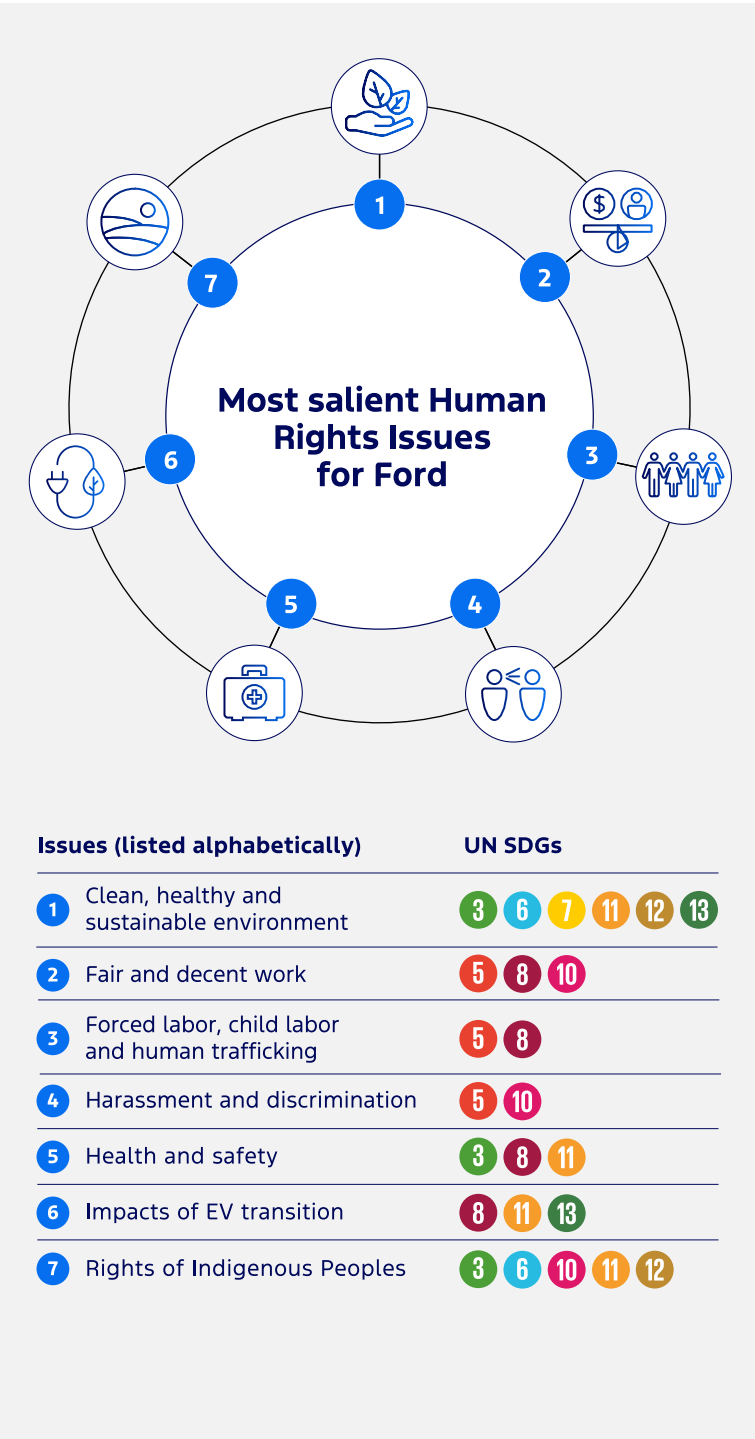 1
2
3
4
5
6
7
$
Most salient Human
Rights Issues
for Ford
Issues (listed alphabetically) UN SDGs
1 Clean, healthy and
sustainable environment 3 6 7 11 12 13
2 Fair and decent work 5 8 10
3 Forced labor, child labor
and human trafficking 5 8
4 Harassment and discrimination 5 10
5 Health and safety 3 8 11
6 Impacts of EV transition 8 11 13
7 Rights of Indigenous Peoples 3 6 10 11 12